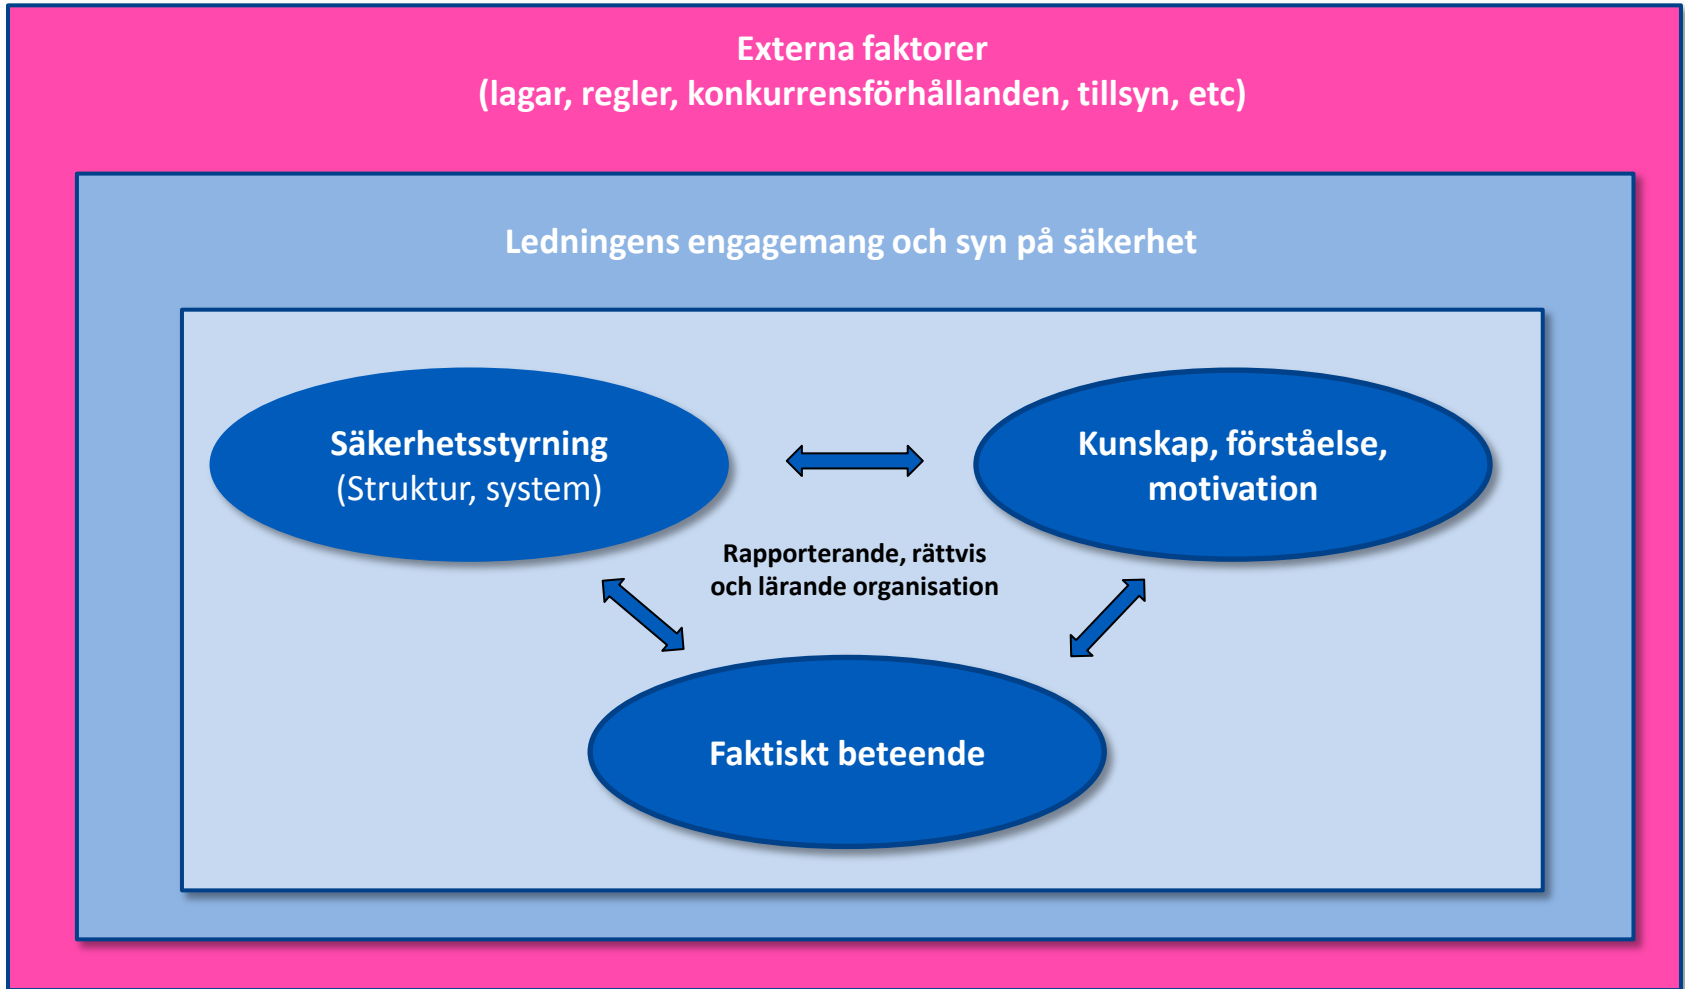 Externa faktorer
(lagar, regler, konkurrensförhållanden, tillsyn, etc)
Ledningens engagemang och syn på säkerhet
Säkerhetsstyrning
(Struktur, system)
Kunskap, förståelse,
motivation
Rapporterande, rättvis
och lärande organisation
Faktiskt beteende